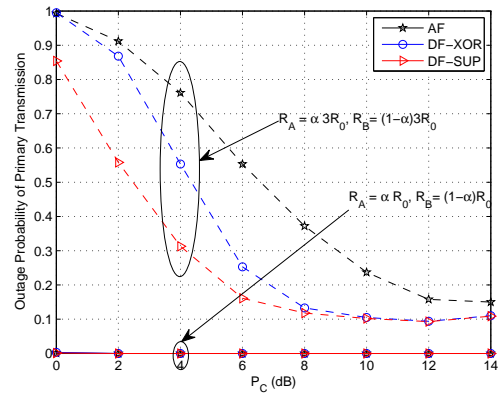 Outage Probability of Primary Transmission
1
0.9
0.8
0.7
0.6
0.5
0.4
0.3
0.2
0.1
0
AF
DF-XOR
DF-SUP
R_A = α 3R_0, R_B = (1-α)3R_0
R_A = α R_0, R_B = (1-α)R_0
0 2 4 6 8 10 12 14
P_C (dB)